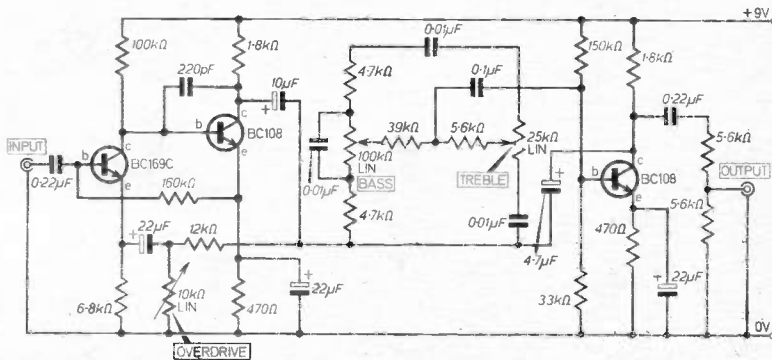 +9V
100kΩ
1·8kΩ
220pF
10μF
+
0·01μF
4·7kΩ
0·1μF
150kΩ
1·8kΩ
0·22μF
INPUT
b
c
e
BC169C
b
c
e
BC108
0·22μF
160kΩ
0·01μF
100kΩ
LIN
BASS
39kΩ
5·6kΩ
25kΩ
LIN
TREBLE
5·6kΩ
b
c
e
BC108
OUTPUT
5·6kΩ
22μF
+
12kΩ
4·7kΩ
0·01μF
+
4·7μF
470Ω
+
22μF
6·8kΩ
10kΩ
LIN
470Ω
+
22μF
33kΩ
OVERDRIVE
0V